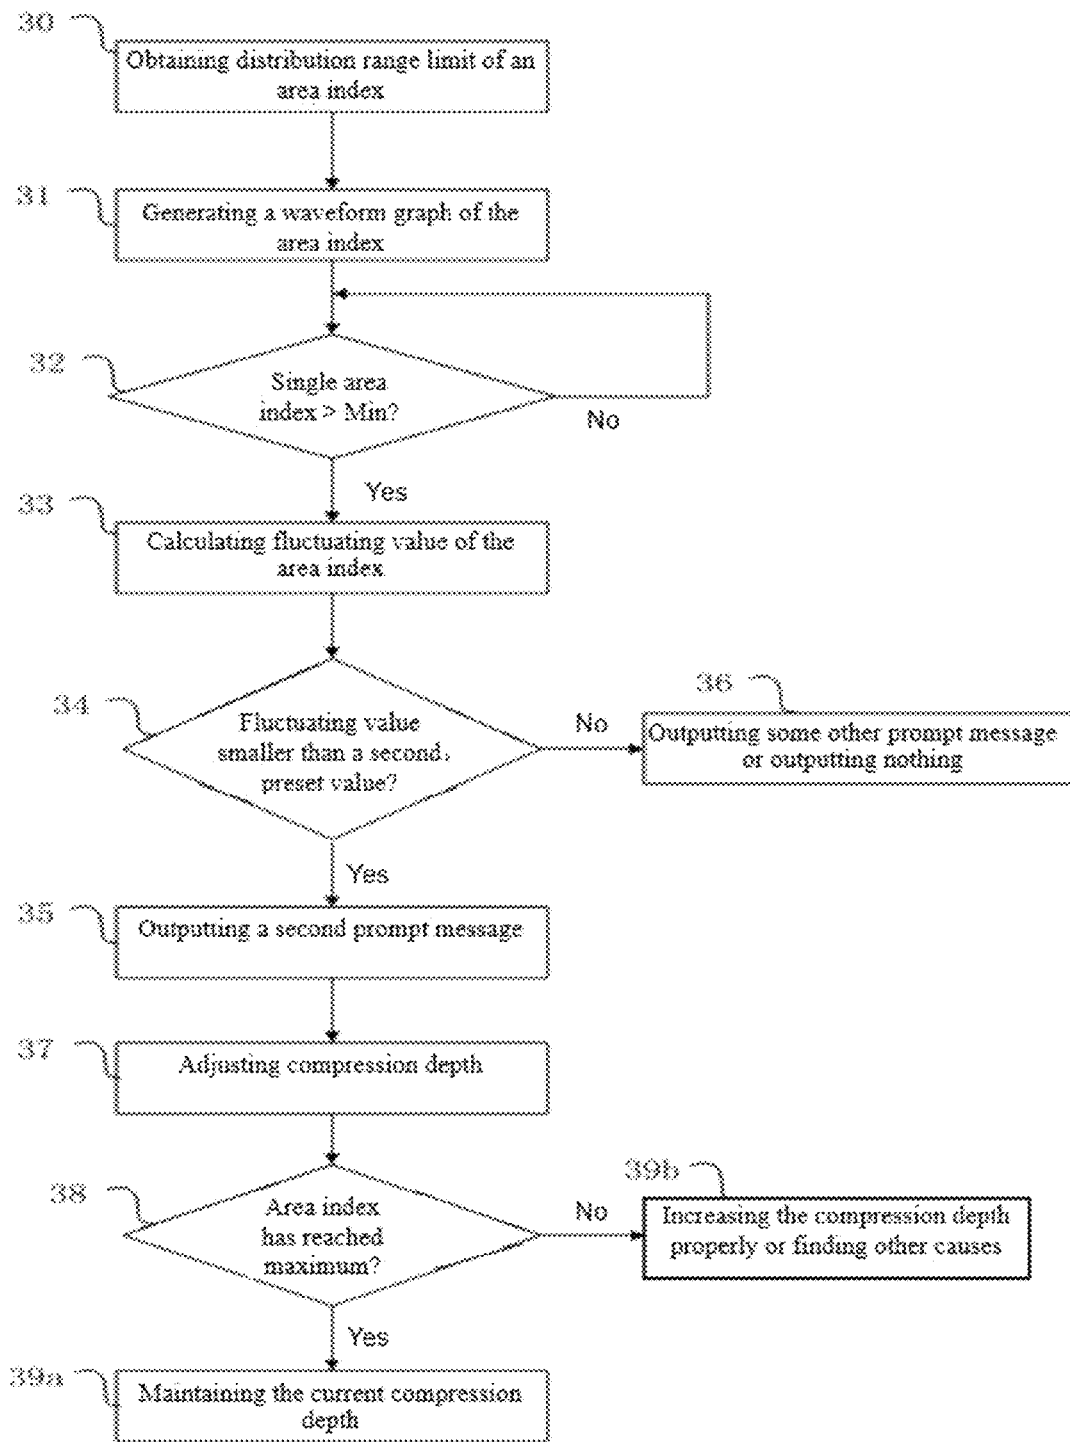 30
Obtaining distribution range limit of an
area index
31
Generating a waveform graph of the
area index
32
Single area
index > Min?
No
Yes
33
Calculating fluctuating value of the
area index
34
Fluctuating value
smaller than a second
preset value?
No
36
Outputting some other prompt message
or outputting nothing
Yes
35
Outputting a second prompt message
37
Adjusting compression depth
38
Area index
has reached
maximum?
No
39b
Increasing the compression depth
properly or finding other causes
Yes
39a
Maintaining the current compression
depth